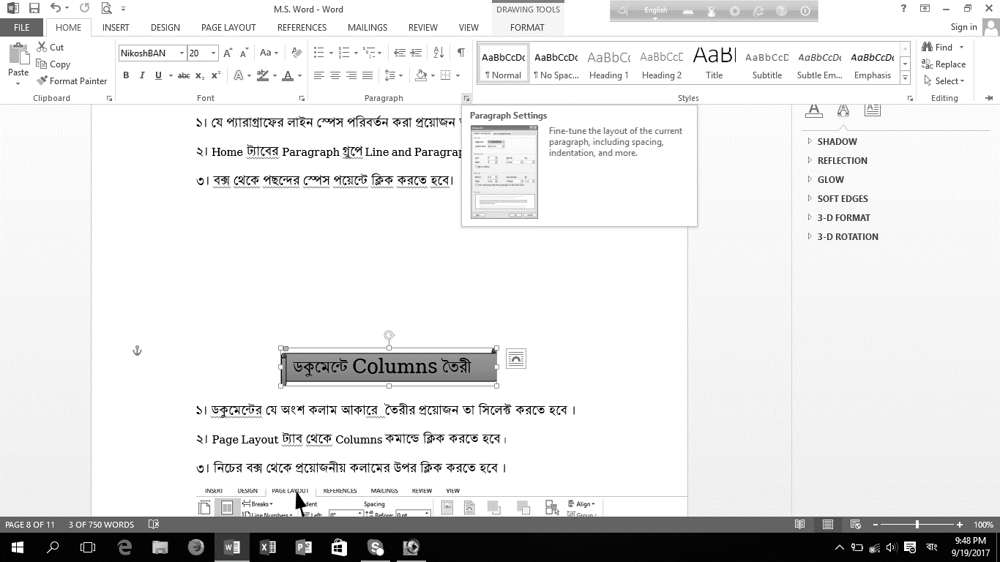 M.S. Word - Word
DRAWING TOOLS
English
FILE HOME INSERT DESIGN PAGE LAYOUT REFERENCES MAILINGS REVIEW VIEW FORMAT Sign in
Paste
Cut
Copy
Format Painter
Clipboard
NikoshBAN 20
Font
Paragraph
AaBbCcDc AaBbCcDc AaBbCc AaBbCcD AaBl AaBbCcD AaBbCcDc AaBbCcDc
¶ Normal ¶ No Spac... Heading 1 Heading 2 Title Subtitle Subtle Em... Emphasis
Styles
Find
Replace
Select
Editing
Paragraph Settings
Fine-tune the layout of the current
paragraph, including spacing,
indentation, and more.
১। যে প্যারাগ্রাফের লাইন স্পেস পরিবর্তন করা প্রয়োজন
২। Home ট্যাবের Paragraph গ্রুপে Line and Paragrap
৩। বক্স থেকে পছন্দের স্পেস পয়েন্টে ক্লিক করতে হবে।
SHADOW
REFLECTION
GLOW
SOFT EDGES
3-D FORMAT
3-D ROTATION
ডকুমেন্টে Columns তৈরী
১। ডকুমেন্টের যে অংশ কলাম আকারে তৈরীর প্রয়োজন তা সিলেক্ট করতে হবে ।
২। Page Layout ট্যাব থেকে Columns কমান্ডে ক্লিক করতে হবে।
৩। নিচের বক্স থেকে প্রয়োজনীয় কলামের উপর ক্লিক করতে হবে ।
INSERT DESIGN PAGE LAYOUT REFERENCES MAILINGS REVIEW VIEW
Breaks Spacing Align
Line Numbers Left: 0" Before: 0 pt Group
PAGE 8 OF 11 3 OF 750 WORDS 100%
বাং
9:48 PM
9/19/2017